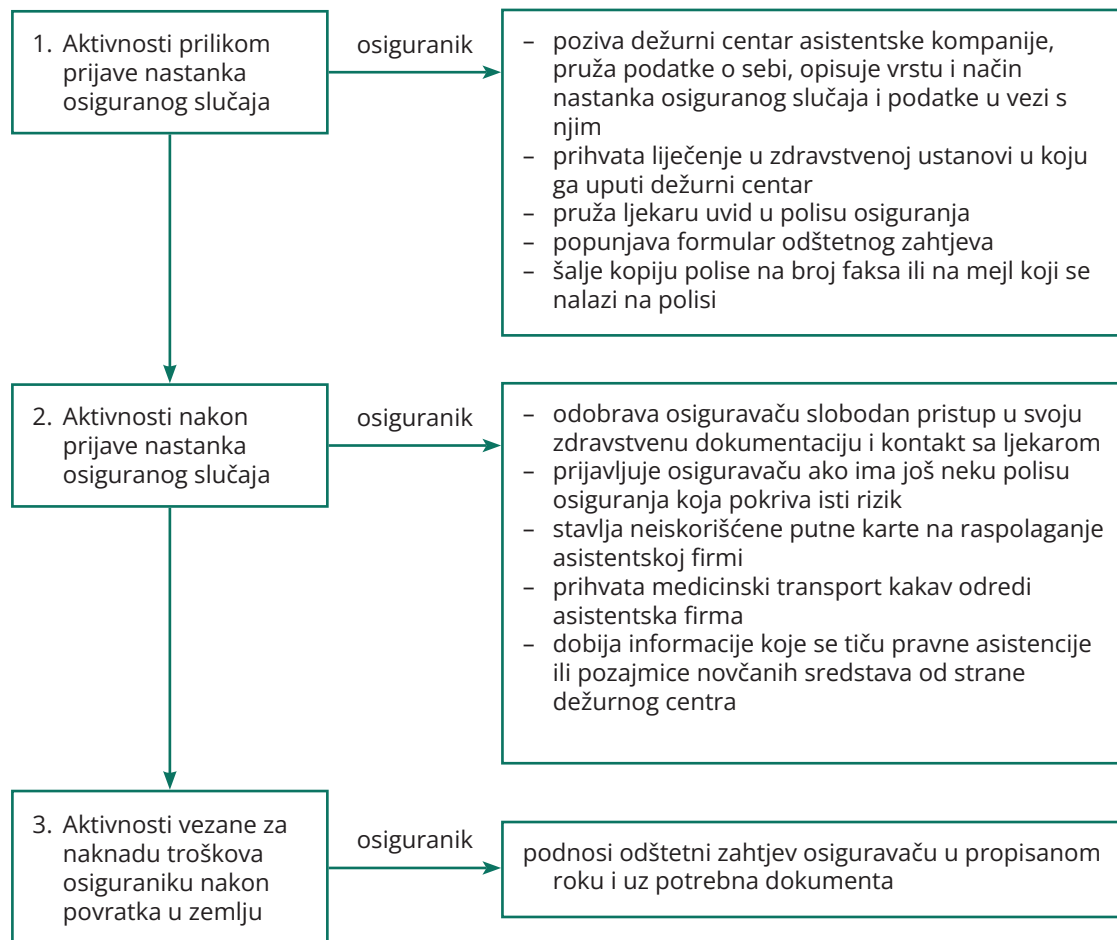 1. Aktivnosti prilikom
prijave nastanka
osiguranog slučaja
osiguranik
– poziva dežurni centar asistentske kompanije,
pruža podatke o sebi, opisuje vrstu i način
nastanka osiguranog slučaja i podatke u vezi s
njim
– prihvata liječenje u zdravstvenoj ustanovi u koju
ga uputi dežurni centar
– pruža ljekaru uvid u polisu osiguranja
– popunjava formular odštetnog zahtjeva
– šalje kopiju polise na broj faksa ili na mejl koji se
nalazi na polisi
2. Aktivnosti nakon
prijave nastanka
osiguranog slučaja
osiguranik
– odobrava osiguravaču slobodan pristup u svoju
zdravstvenu dokumentaciju i kontakt sa ljekarom
– prijavljuje osiguravaču ako ima još neku polisu
osiguranja koja pokriva isti rizik
– stavlja neiskorišćene putne karte na raspolaganje
asistentskoj firmi
– prihvata medicinski transport kakav odredi
asistentska firma
– dobija informacije koje se tiču pravne asistencije
ili pozajmice novčanih sredstava od strane
dežurnog centra
3. Aktivnosti vezane za
naknadu troškova
osiguraniku nakon
povratka u zemlju
osiguranik
podnosi odštetni zahtjev osiguravaču u propisanom
roku i uz potrebna dokumenta